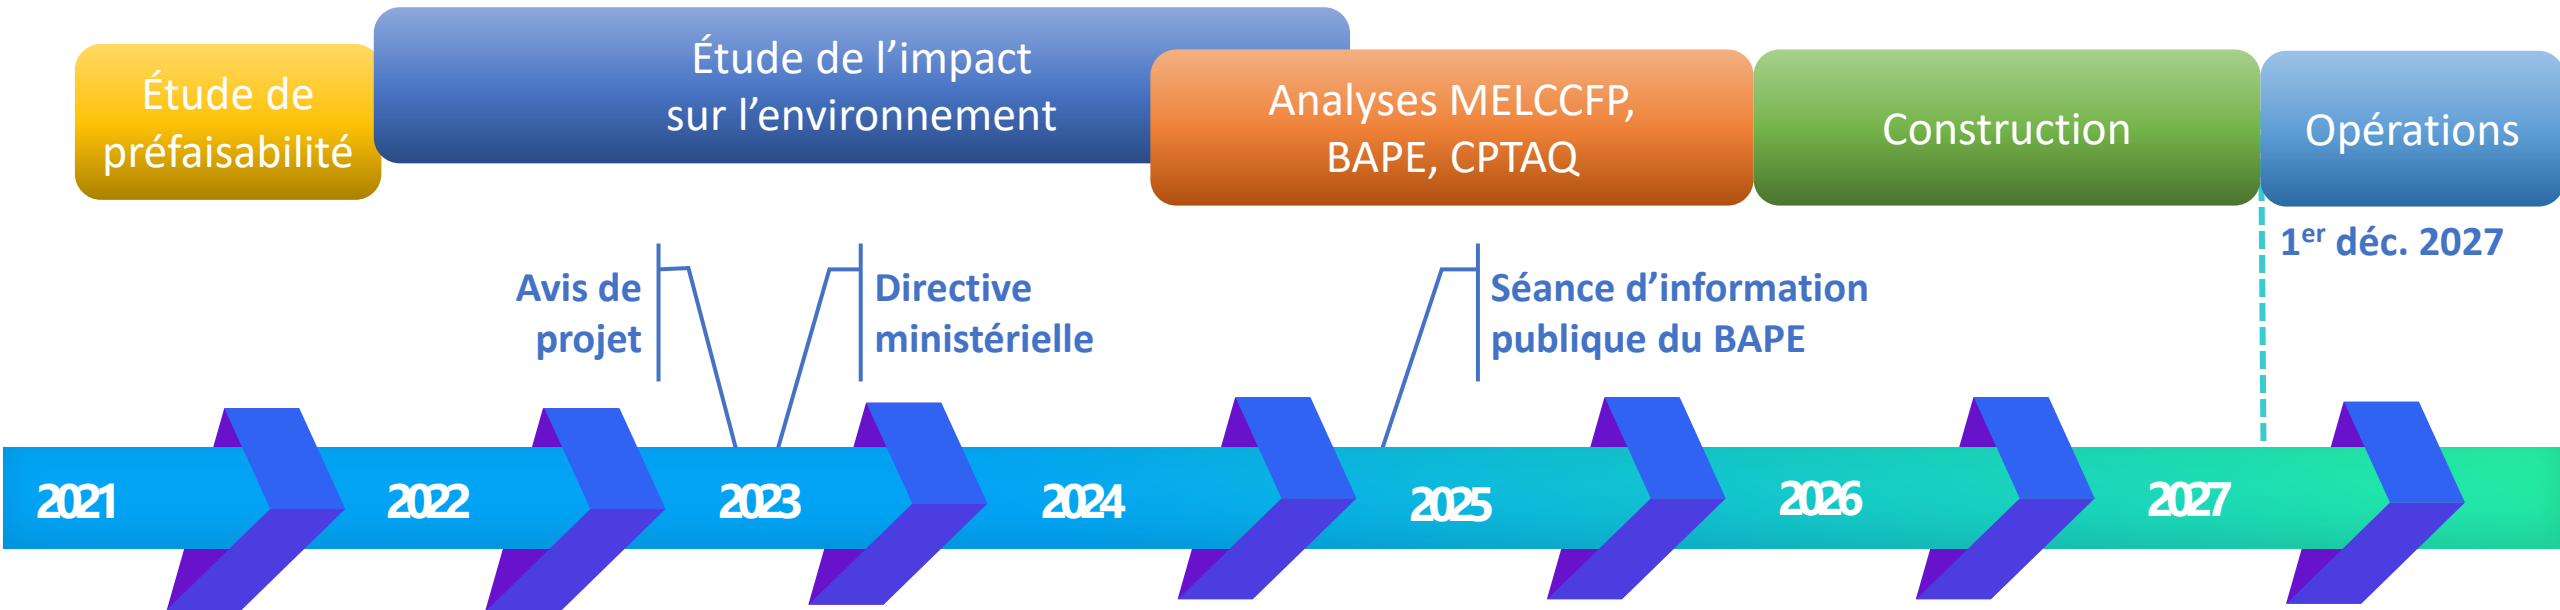 Étude de
préfaisabilité
Étude de l’impact
sur l’environnement
Analyses MELCCFP,
BAPE, CPTAQ
Construction
Opérations
1er déc. 2027
Avis de
projet
Directive
ministérielle
Séance d’information
publique du BAPE
2021
2022
2023
2024
2025
2026
2027